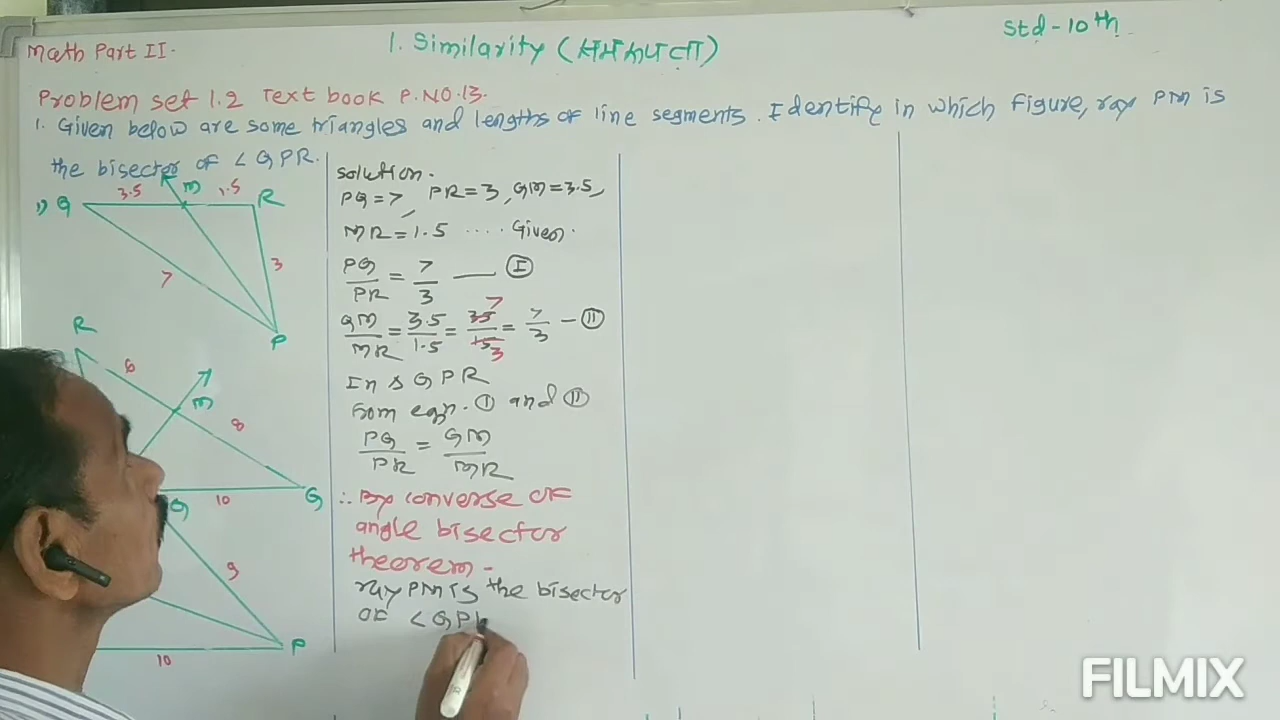 Math Part II.
1. Similarity (समरूपता)
Std-10th
Problem set 1.2 Text book P.NO.13.
1. Given below are some triangles and lengths of line segments. Identify in which figure, ray PM is
the bisector of ∠QPR.
1) Q 3.5 M 1.5 R
7
3
P
R
6
M
8
10
Q
Q
9
10
P
Solution.
PQ=7, PR=3, QM=3.5,
MR=1.5 .... Given.
PQ/PR = 7/3 — I
QM/MR = 3.5/1.5 = 35/15 7/3 = 7/3 — II
In △ QPR
from eqn. I and II
PQ/PR = QM/MR
∴ By converse of
angle bisector
theorem-
ray PM is the bisector
of ∠QPR
FILMIX